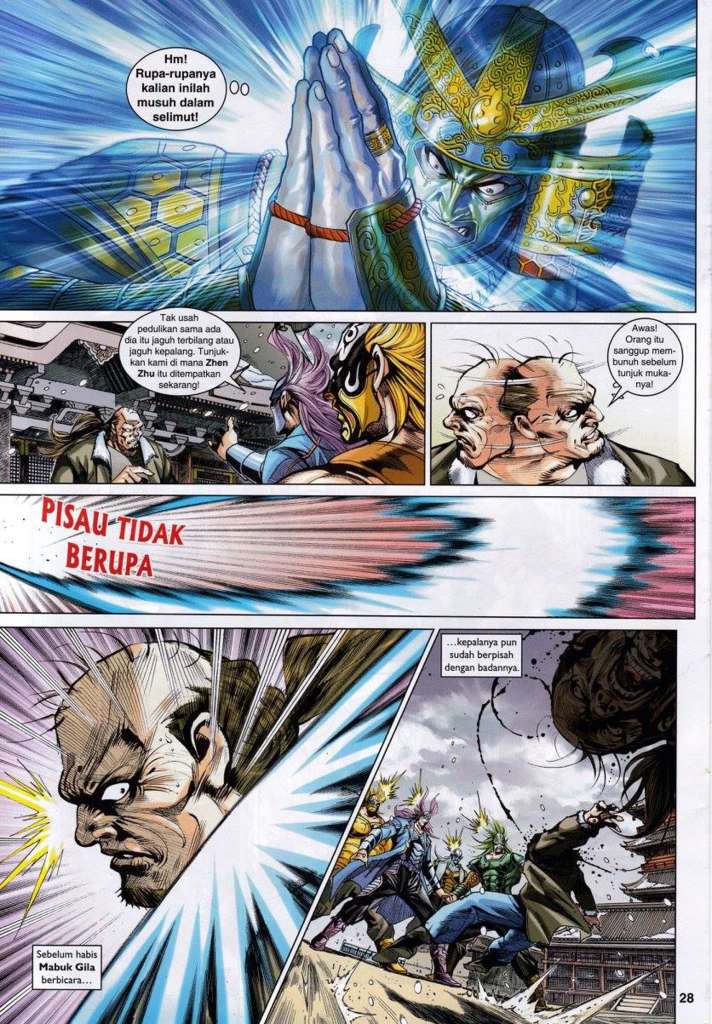 Hm!
Rupa-rupanya
kalian inilah
musuh dalam
selimut!
Tak usah
pedulikan sama ada
dia itu jaguh terbilang atau
jaguh kepalang. Tunjuk-
kan kami di mana Zhen
Zhu itu ditempatkan
sekarang!
Awas!
Orang itu
sanggup mem-
bunuh sebelum
tunjuk muka-
nya!
PISAU TIDAK
BERUPA
Sebelum habis
Mabuk Gila
berbicara...
...kepalanya pun
sudah berpisah
dengan badannya.
28